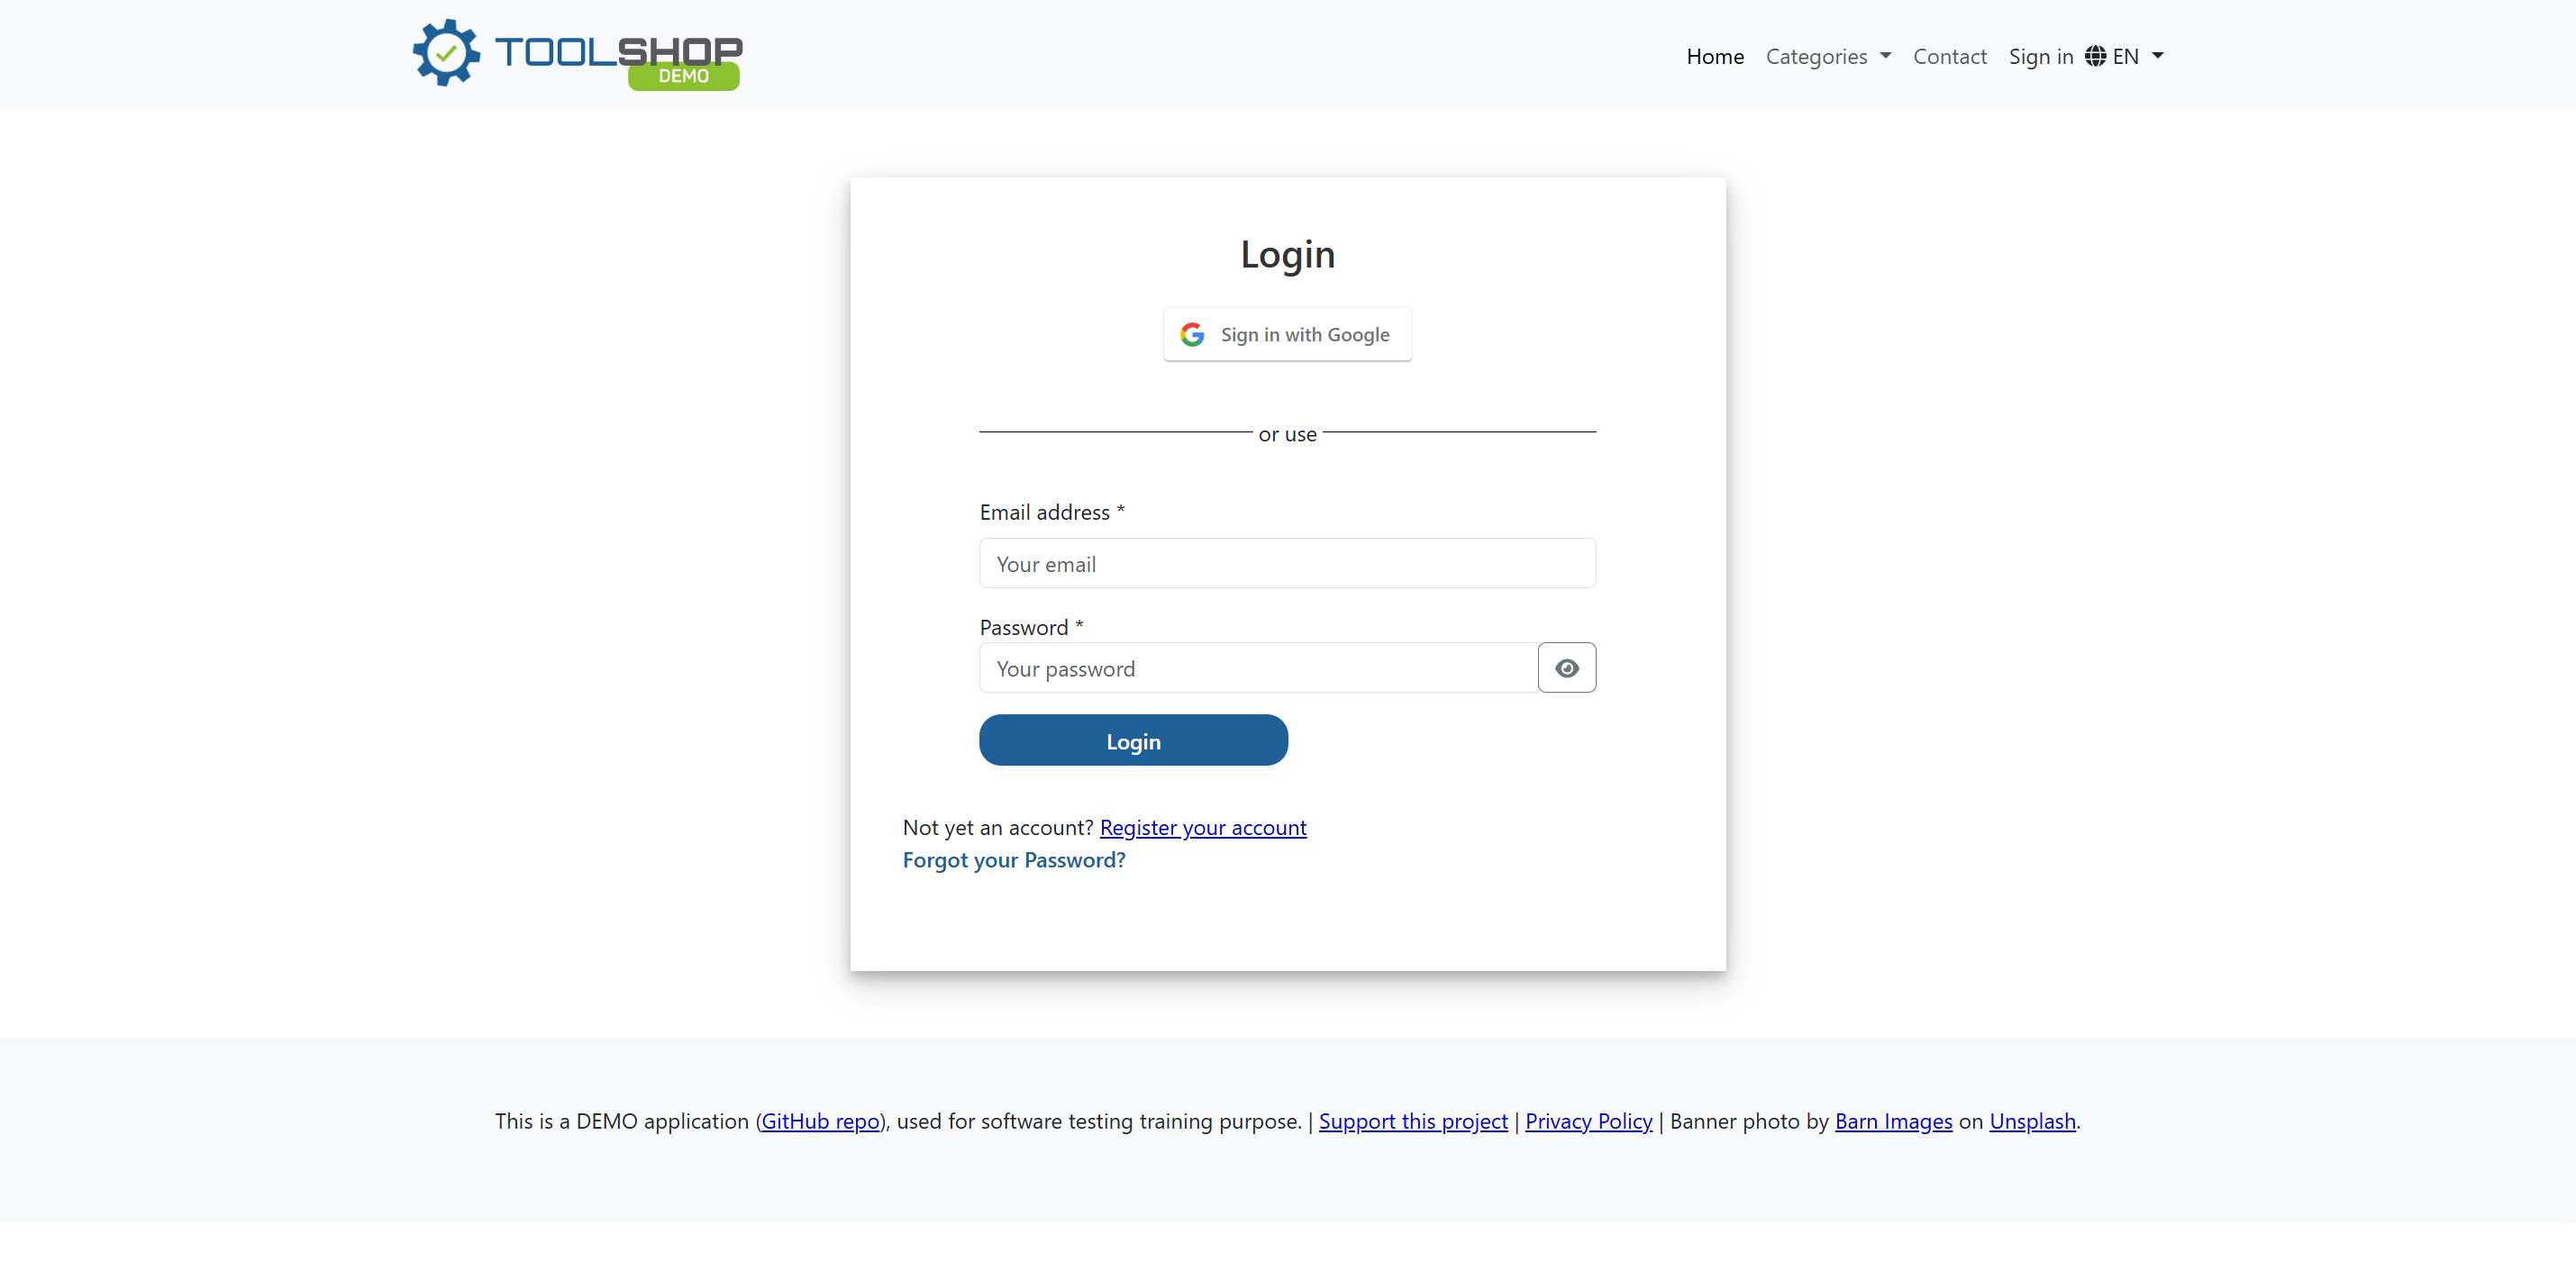 TOOLSHOP
DEMO
Home Categories Contact Sign in EN
Login
Sign in with Google
or use
Email address *
Your email
Password *
Your password
Login
Not yet an account? Register your account
Forgot your Password?
This is a DEMO application (GitHub repo), used for software testing training purpose. | Support this project | Privacy Policy | Banner photo by Barn Images on Unsplash.